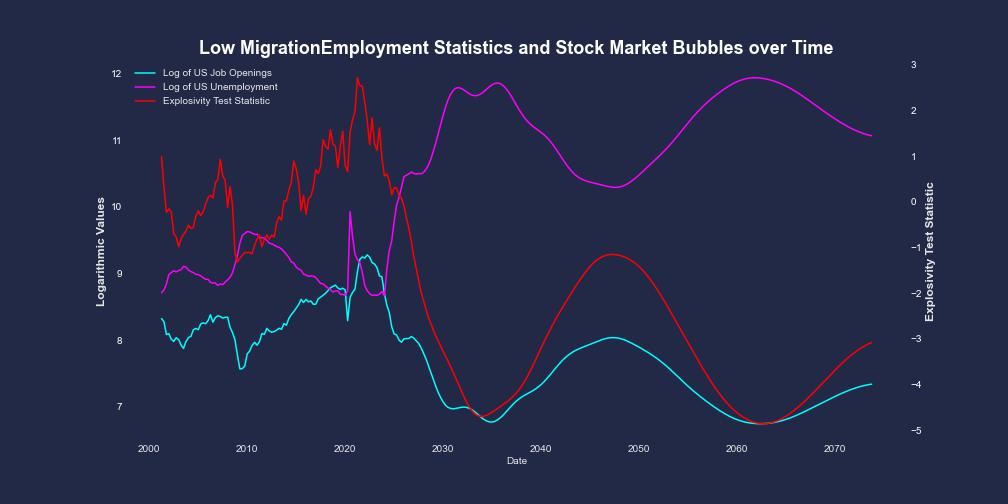 Low MigrationEmployment Statistics and Stock Market Bubbles over Time
Log of US Job Openings
Log of US Unemployment
Explosivity Test Statistic
12
11
10
9
8
7
Logarithmic Values
3
2
1
0
−1
−2
−3
−4
−5
Explosivity Test Statistic
2000 2010 2020 2030 2040 2050 2060 2070
Date